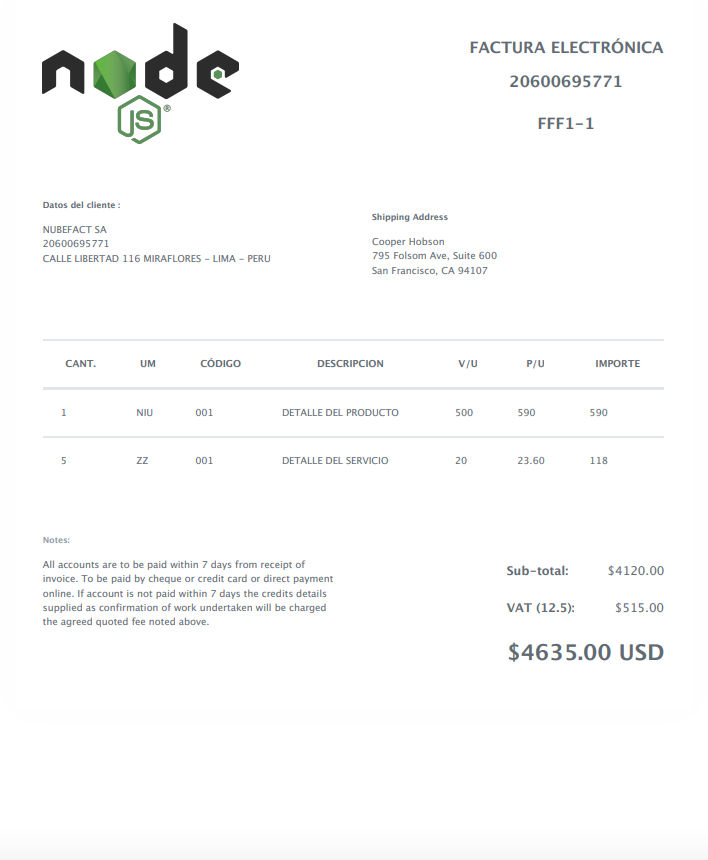 node
JS®
FACTURA ELECTRÓNICA
20600695771
FFF1-1
Datos del cliente :
NUBEFACT SA
20600695771
CALLE LIBERTAD 116 MIRAFLORES - LIMA - PERU
Shipping Address
Cooper Hobson
795 Folsom Ave, Suite 600
San Francisco, CA 94107
CANT. UM CÓDIGO DESCRIPCION V/U P/U IMPORTE
1 NIU 001 DETALLE DEL PRODUCTO 500 590 590
5 ZZ 001 DETALLE DEL SERVICIO 20 23.60 118
Notes:
All accounts are to be paid within 7 days from receipt of
invoice. To be paid by cheque or credit card or direct payment
online. If account is not paid within 7 days the credits details
supplied as confirmation of work undertaken will be charged
the agreed quoted fee noted above.
Sub-total: $4120.00
VAT (12.5): $515.00
$4635.00 USD